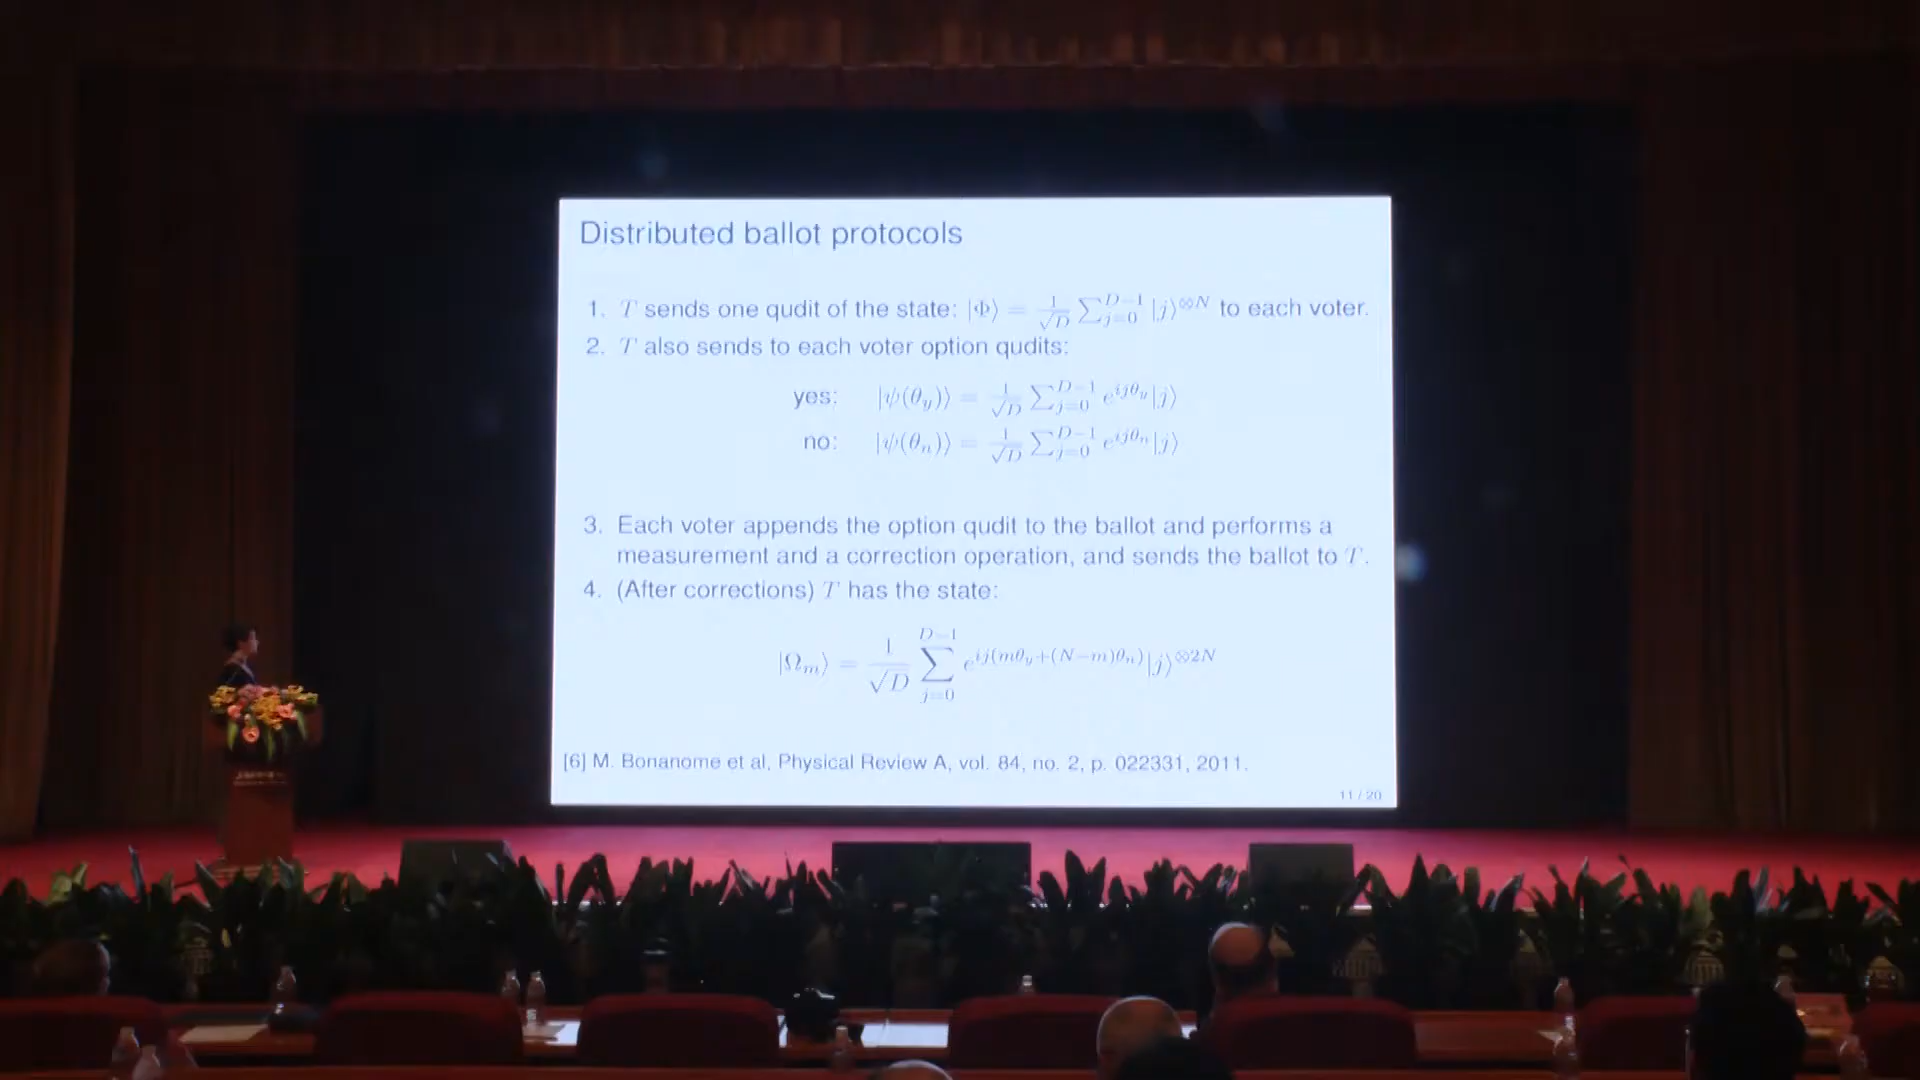 Distributed ballot protocols
1. T sends one qudit of the state: |Φ⟩ = 1/√D ∑_{j=0}^{D−1} |j⟩^{⊗N} to each voter.
2. T also sends to each voter option qudits:
yes: |ψ(θ_y)⟩ = 1/√D ∑_{j=0}^{D−1} e^{ijθ_y}|j⟩
no: |ψ(θ_n)⟩ = 1/√D ∑_{j=0}^{D−1} e^{ijθ_n}|j⟩
3. Each voter appends the option qudit to the ballot and performs a
measurement and a correction operation, and sends the ballot to T.
4. (After corrections) T has the state:
|Ω_m⟩ = 1/√D ∑_{j=0}^{D−1} e^{ij(mθ_y+(N−m)θ_n)}|j⟩^{⊗2N}
[6] M. Bonanome et al, Physical Review A, vol. 84, no. 2, p. 022331, 2011.
11 / 20